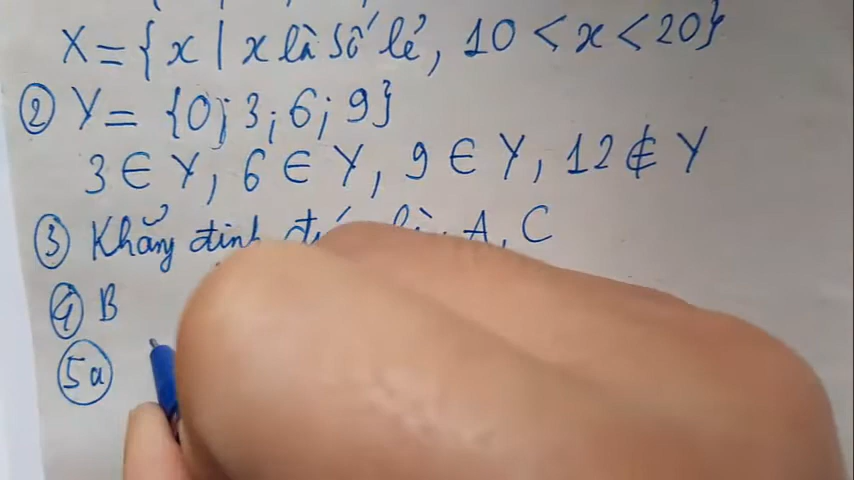 X = {x | x là số lẻ, 10 < x < 20}
② Y = {0; 3; 6; 9}
3 ∈ Y, 6 ∈ Y, 9 ∈ Y, 12 ∉ Y
③ Khẳng định A, C
④ B
5a